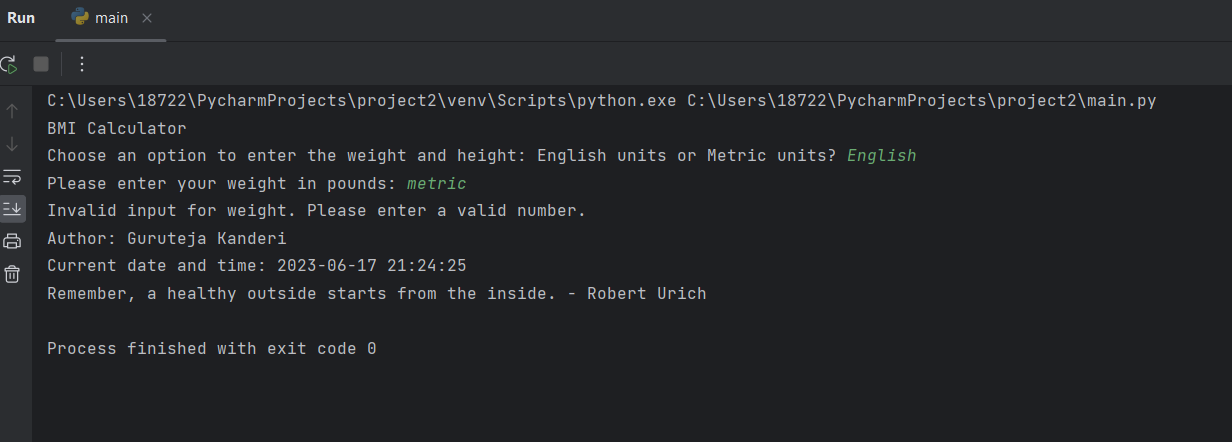 Run main
C:\Users\18722\PycharmProjects\project2\venv\Scripts\python.exe C:\Users\18722\PycharmProjects\project2\main.py
BMI Calculator
Choose an option to enter the weight and height: English units or Metric units? English
Please enter your weight in pounds: metric
Invalid input for weight. Please enter a valid number.
Author: Guruteja Kanderi
Current date and time: 2023-06-17 21:24:25
Remember, a healthy outside starts from the inside. - Robert Urich
Process finished with exit code 0